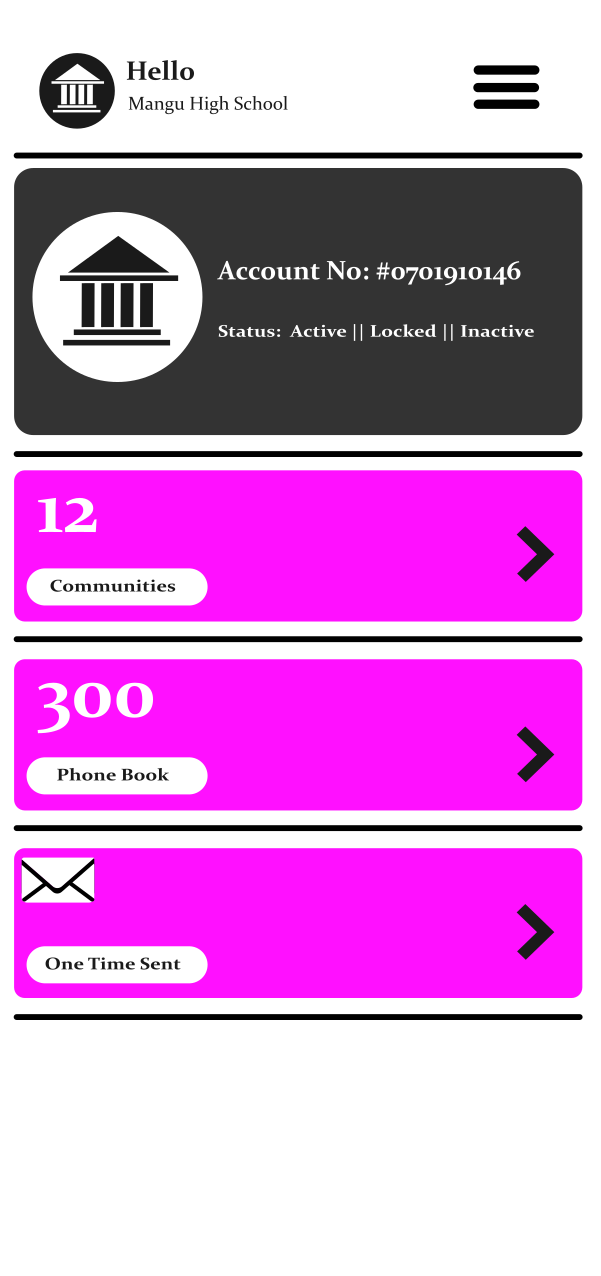 Hello
Mangu High School
Account No: #0701910146
Status: Active || Locked || Inactive
12
Communities
300
Phone Book
One Time Sent